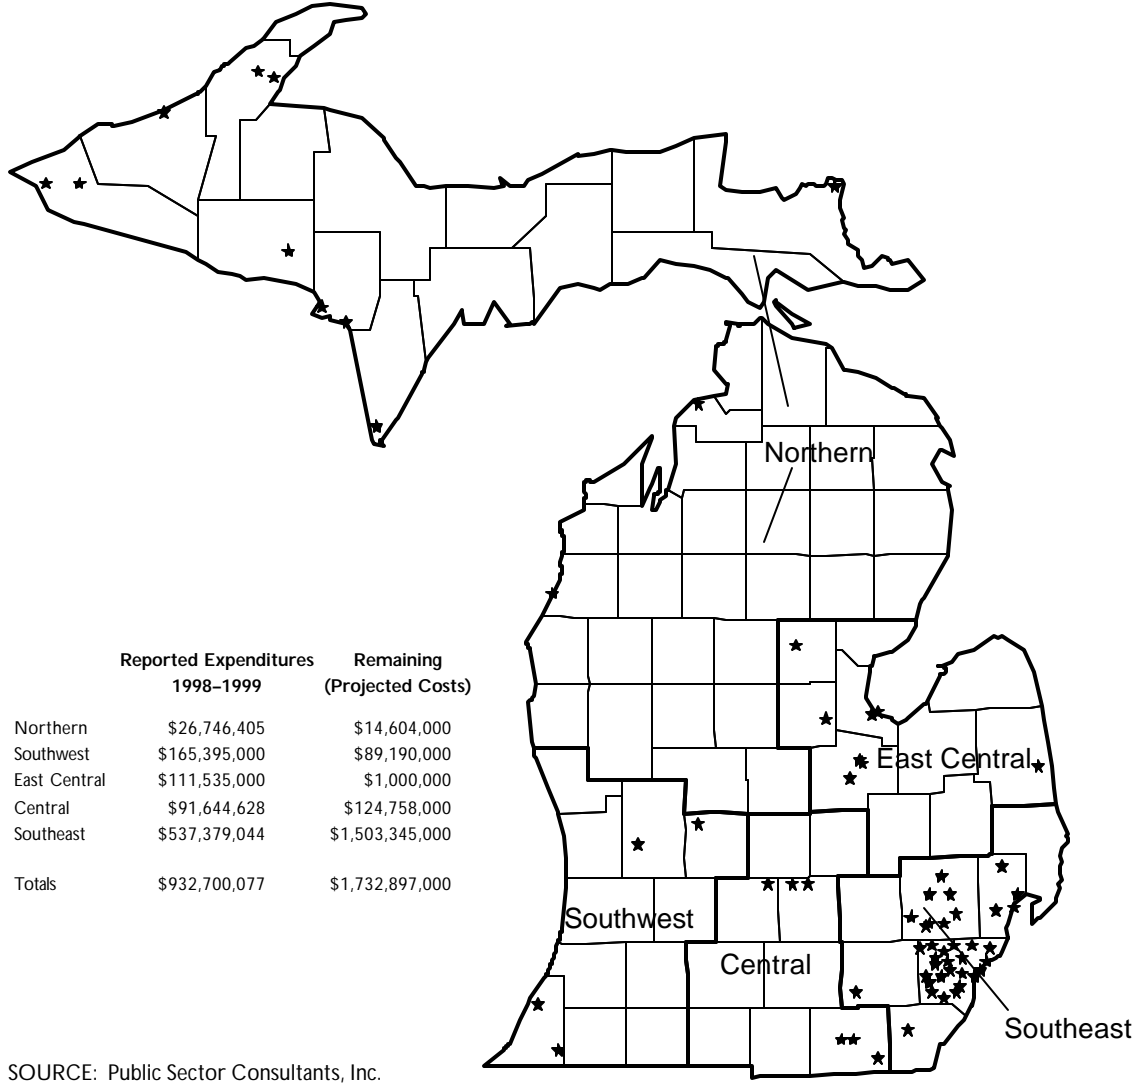 Northern
Reported Expenditures Remaining
1998–1999 (Projected Costs)
Northern $26,746,405 $14,604,000
Southwest $165,395,000 $89,190,000
East Central $111,535,000 $1,000,000
Central $91,644,628 $124,758,000
Southeast $537,379,044 $1,503,345,000
Totals $932,700,077 $1,732,897,000
East Central
Southwest
Central
Southeast
SOURCE: Public Sector Consultants, Inc.